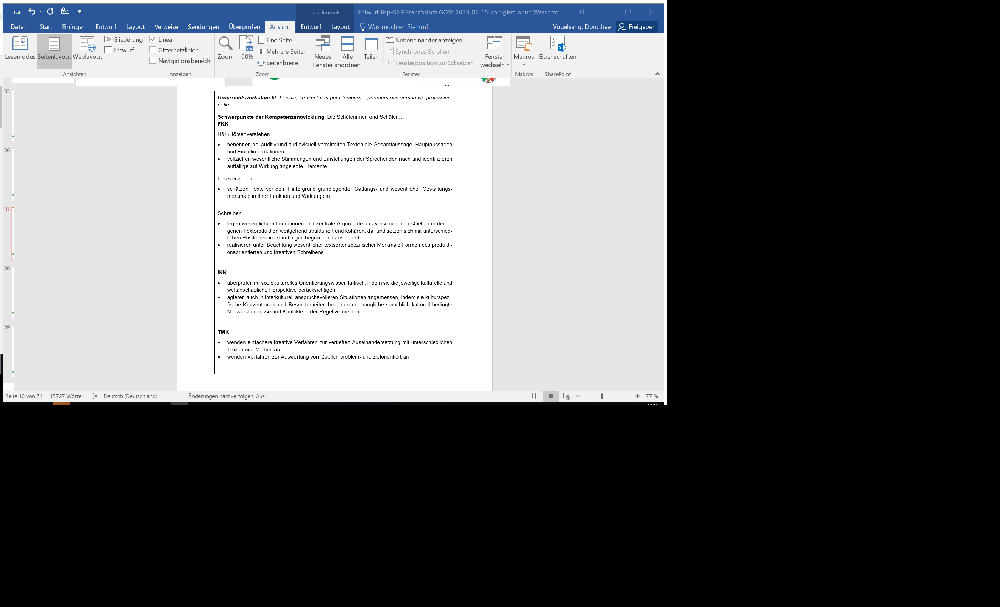 Tabellentools
Entwurf Bsp-SILP Französisch GOSt_2023_05_15_korrigiert_ohne Wasserzei...
Datei Start Einfügen Entwurf Layout Verweise Sendungen Überprüfen Ansicht Entwurf Layout Was möchten Sie tun? Vogelsang, Dorothee Freigeben
Lesemodus Seitenlayout Weblayout
Gliederung
Entwurf
Ansichten
Lineal
Gitternetzlinien
Navigationsbereich
Anzeigen
Zoom 100%
100
Eine Seite
Mehrere Seiten
Seitenbreite
Zoom
Neues Fenster
Alle anordnen
Teilen
Nebeneinander anzeigen
Synchrones Scrollen
Fensterposition zurücksetzen
Fenster wechseln
Fenster
Makros
Makros
Eigenschaften
SharePoint
35
36
37
38
39
Unterrichtsvorhaben III: L'école, ce n'est pas pour toujours – premiers pas vers la vie profession-
nelle
Schwerpunkte der Kompetenzentwicklung: Die Schülerinnen und Schüler …
FKK
Hör-/Hörsehverstehen
• benennen bei auditiv und audiovisuell vermittelten Texten die Gesamtaussage, Hauptaussagen
und Einzelinformationen
• vollziehen wesentliche Stimmungen und Einstellungen der Sprechenden nach und identifizieren
auffällige auf Wirkung angelegte Elemente
Leseverstehen
• schätzen Texte vor dem Hintergrund grundlegender Gattungs- und wesentlicher Gestaltungs-
merkmale in ihrer Funktion und Wirkung ein
Schreiben
• legen wesentliche Informationen und zentrale Argumente aus verschiedenen Quellen in der ei-
genen Textproduktion weitgehend strukturiert und kohärent dar und setzen sich mit unterschied-
lichen Positionen in Grundzügen begründend auseinander
• realisieren unter Beachtung wesentlicher textsortenspezifischer Merkmale Formen des produkti-
onsorientierten und kreativen Schreibens
IKK
• überprüfen ihr soziokulturelles Orientierungswissen kritisch, indem sie die jeweilige kulturelle und
weltanschauliche Perspektive berücksichtigen
• agieren auch in interkulturell anspruchsvolleren Situationen angemessen, indem sie kulturspezi-
fische Konventionen und Besonderheiten beachten und mögliche sprachlich-kulturell bedingte
Missverständnisse und Konflikte in der Regel vermeiden
TMK
• wenden einfachere kreative Verfahren zur vertieften Auseinandersetzung mit unterschiedlichen
Texten und Medien an
• wenden Verfahren zur Auswertung von Quellen problem- und zielorientiert an
Seite 10 von 74 15727 Wörter Deutsch (Deutschland) Änderungen nachverfolgen: Aus 77 %